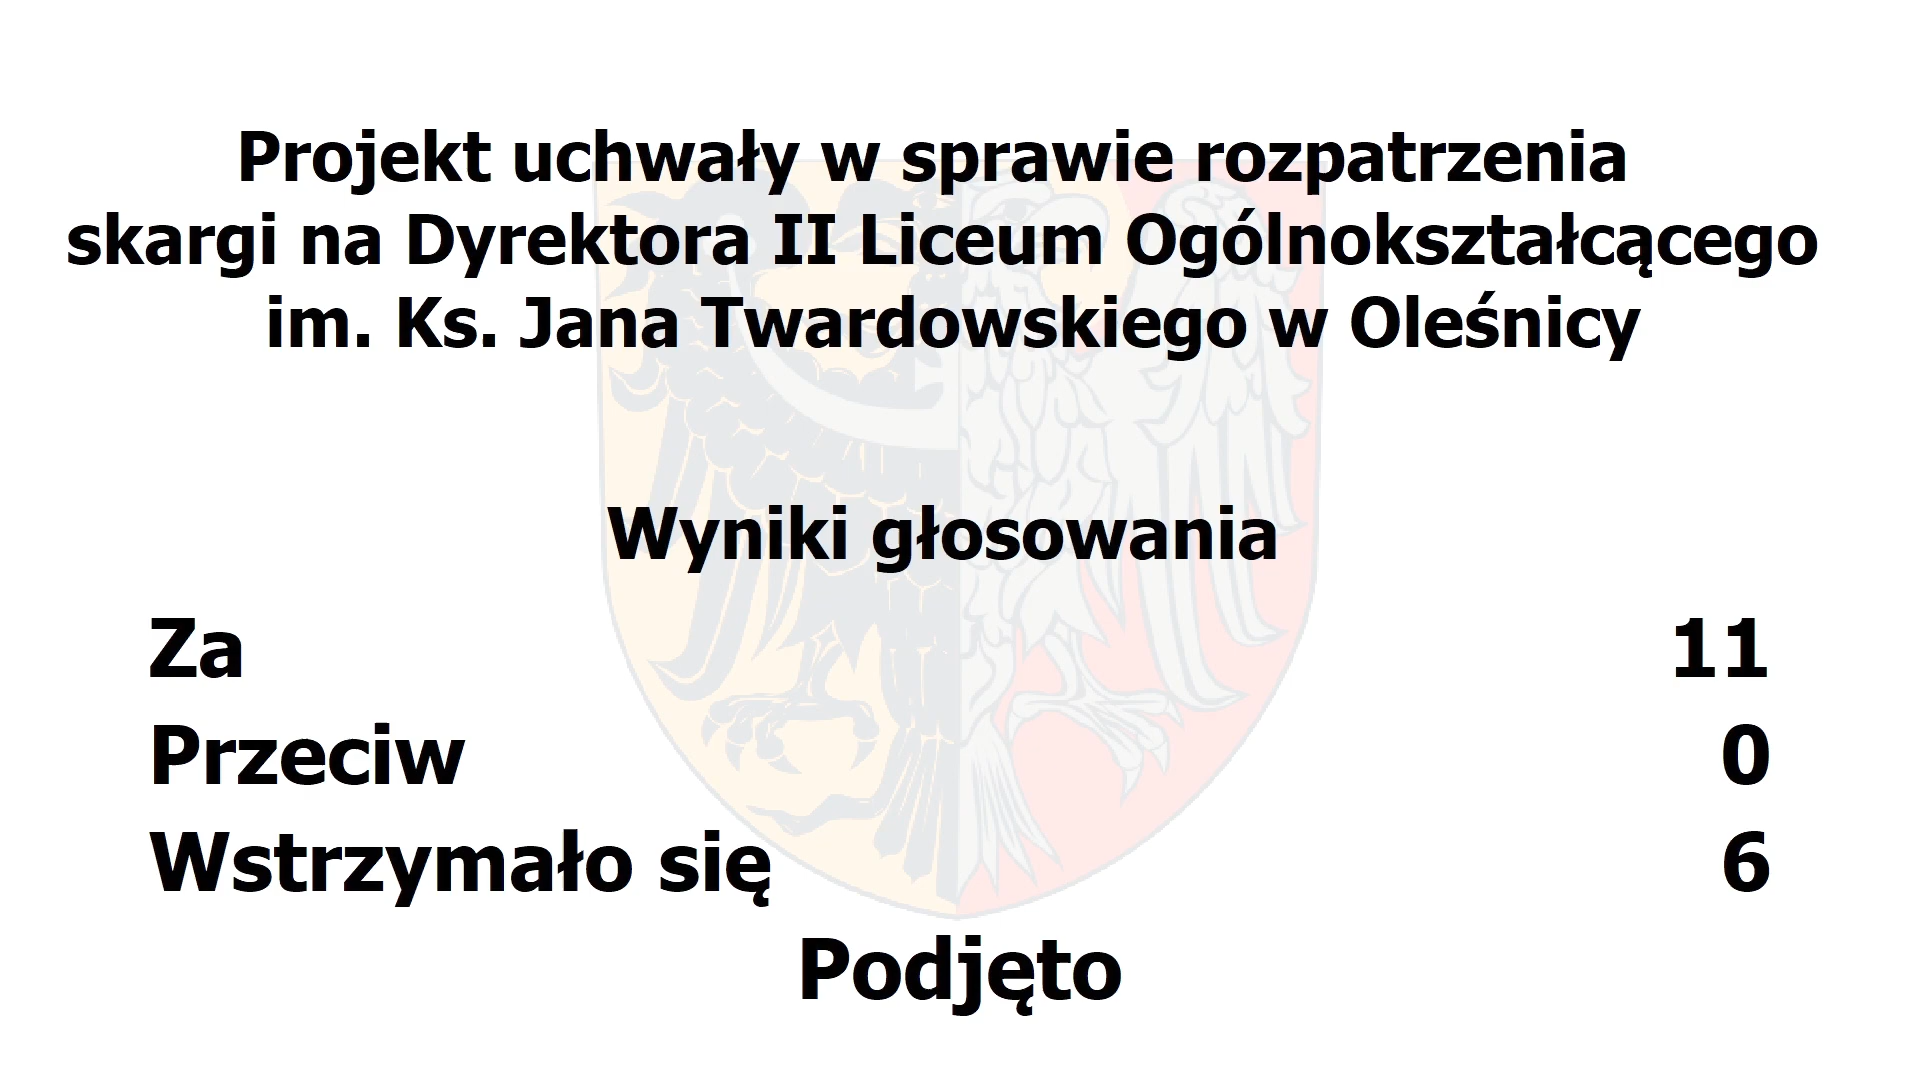 Projekt uchwały w sprawie rozpatrzenia
skargi na Dyrektora II Liceum Ogólnokształcącego
im. Ks. Jana Twardowskiego w Oleśnicy
Wyniki głosowania
Za 11
Przeciw 0
Wstrzymało się 6
Podjęto